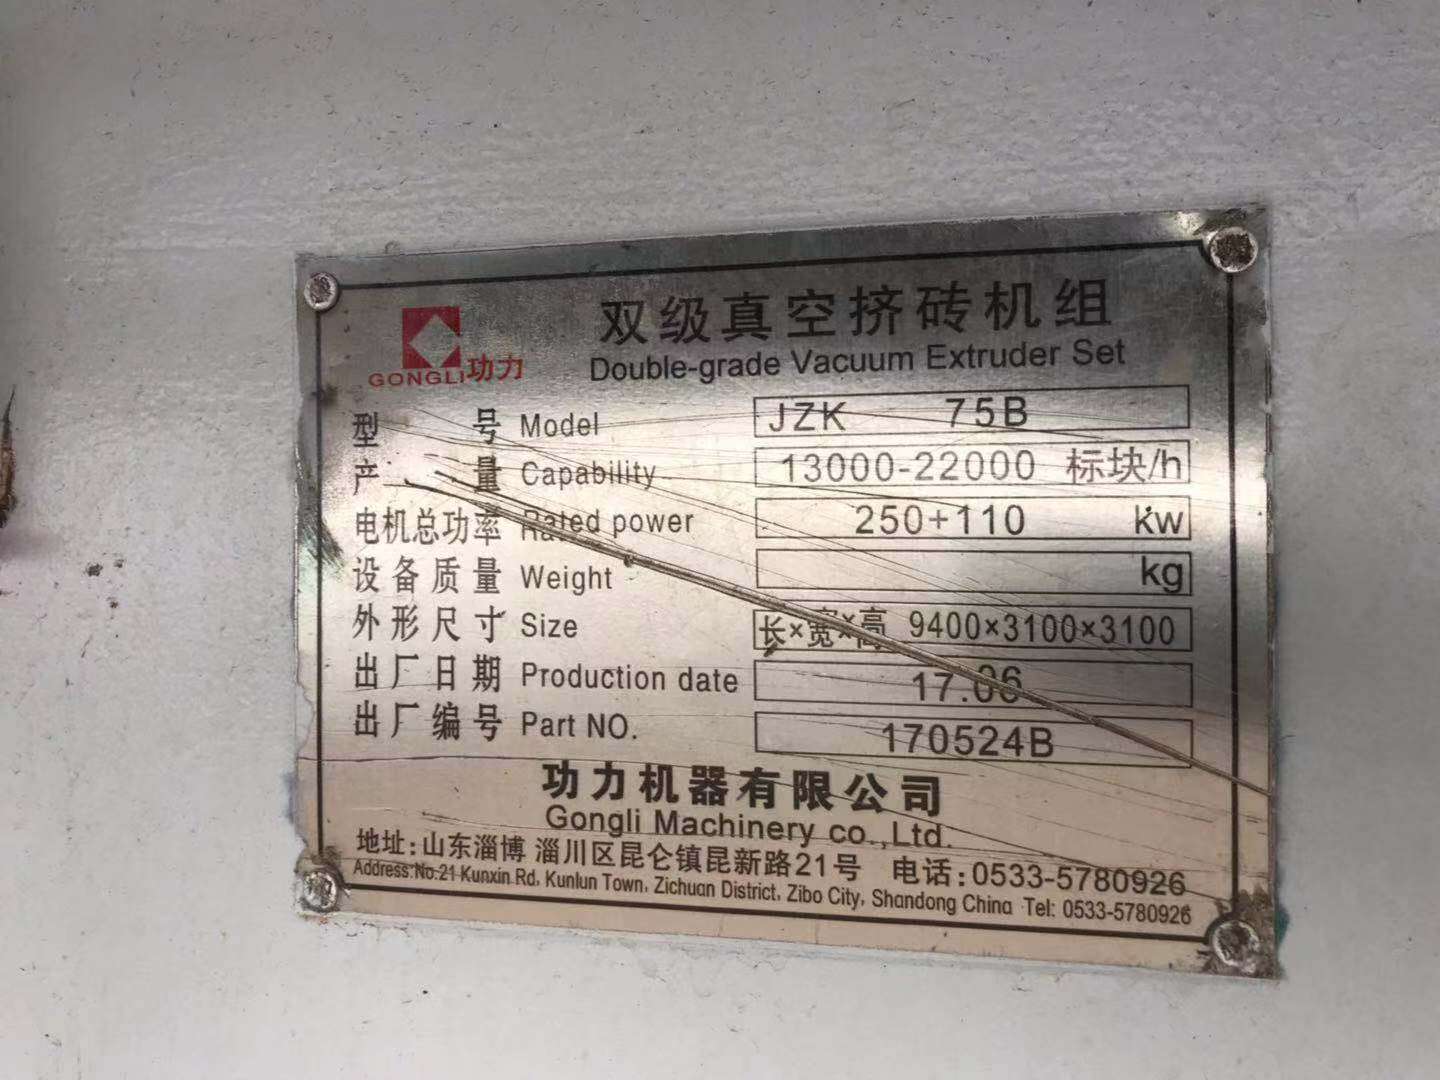 双级真空挤砖机组
GONGLI功力 Double-grade Vacuum Extruder Set
型 号 Model JZK 75B
产 量 Capability 13000-22000 标块/h
电机总功率 Rated power 250+110 kw
设备质量 Weight kg
外形尺寸 Size 长×宽×高 9400×3100×3100
出厂日期 Production date 17.06
出厂编号 Part NO. 170524B
功力机器有限公司
Gongli Machinery co.,Ltd.
地址:山东淄博 淄川区昆仑镇昆新路21号 电话:0533-5780926
Address:No.21 Kunxin Rd, Kunlun Town, Zichuan District, Zibo City, Shandong China Tel: 0533-5780926